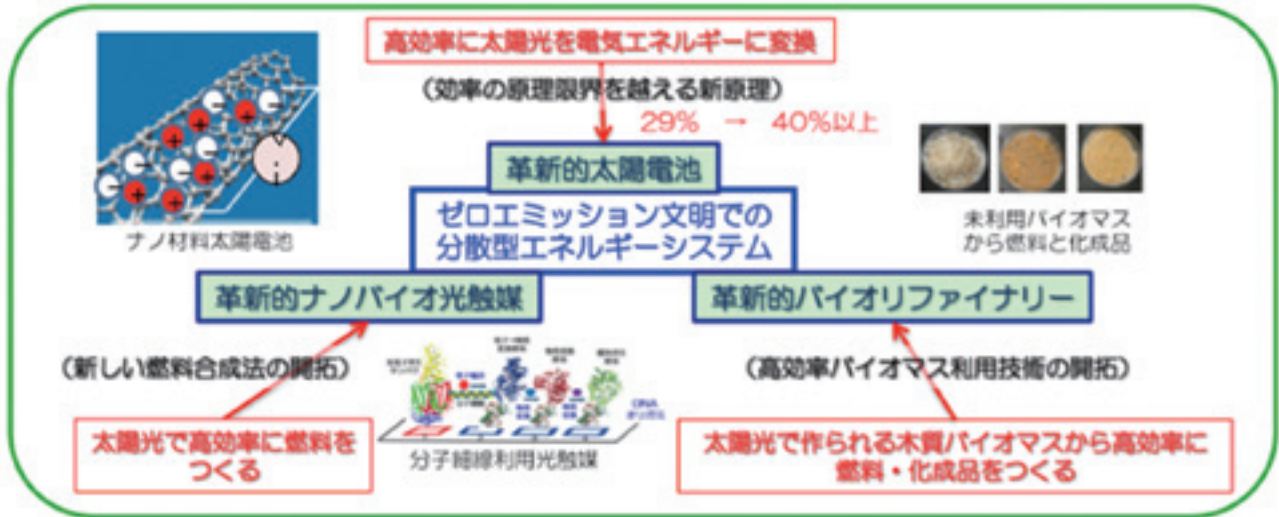 高効率に太陽光を電気エネルギーに変換
（効率の原理限界を越える新原理）
29% → 40%以上
革新的太陽電池
ゼロエミッション文明での
分散型エネルギーシステム
ナノ材料太陽電池
未利用バイオマス
から燃料と化成品
革新的ナノバイオ光触媒
革新的バイオリファイナリー
（新しい燃料合成法の開拓）
（高効率バイオマス利用技術の開拓）
DNA
オリガミ
太陽光で高効率に燃料を
つくる
分子細線利用光触媒
太陽光で作られる木質バイオマスから高効率に
燃料・化成品をつくる